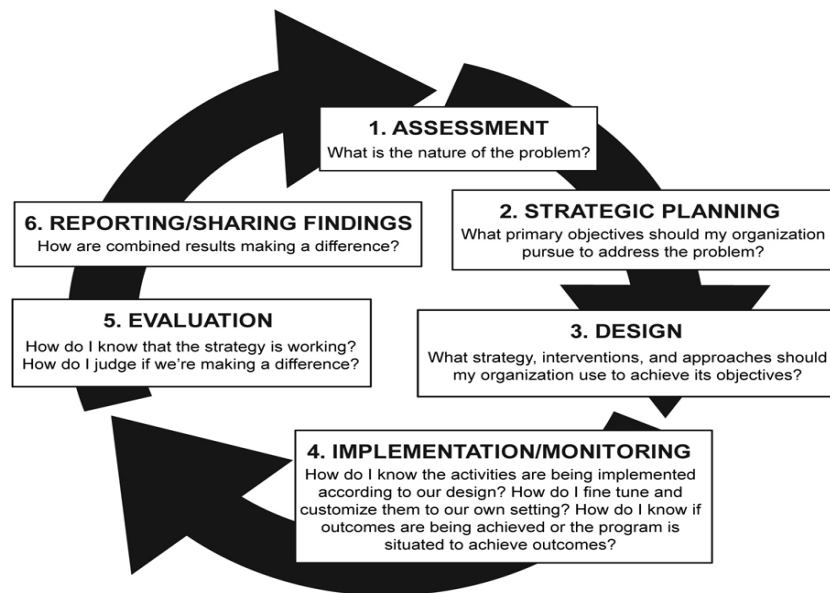 1. ASSESSMENT
What is the nature of the problem?
2. STRATEGIC PLANNING
What primary objectives should my organization
pursue to address the problem?
3. DESIGN
What strategy, interventions, and approaches should
my organization use to achieve its objectives?
4. IMPLEMENTATION/MONITORING
How do I know the activities are being implemented
according to our design? How do I fine tune and
customize them to our own setting? How do I know if
outcomes are being achieved or the program is
situated to achieve outcomes?
5. EVALUATION
How do I know that the strategy is working?
How do I judge if we’re making a difference?
6. REPORTING/SHARING FINDINGS
How are combined results making a difference?